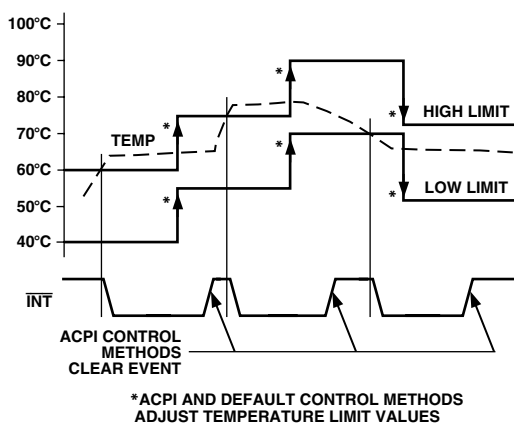 100°C
90°C
80°C
70°C
60°C
50°C
40°C
TEMP
HIGH LIMIT
LOW LIMIT
*
*
*
*
*
*
INT
ACPI CONTROL
METHODS
CLEAR EVENT
*ACPI AND DEFAULT CONTROL METHODS
ADJUST TEMPERATURE LIMIT VALUES